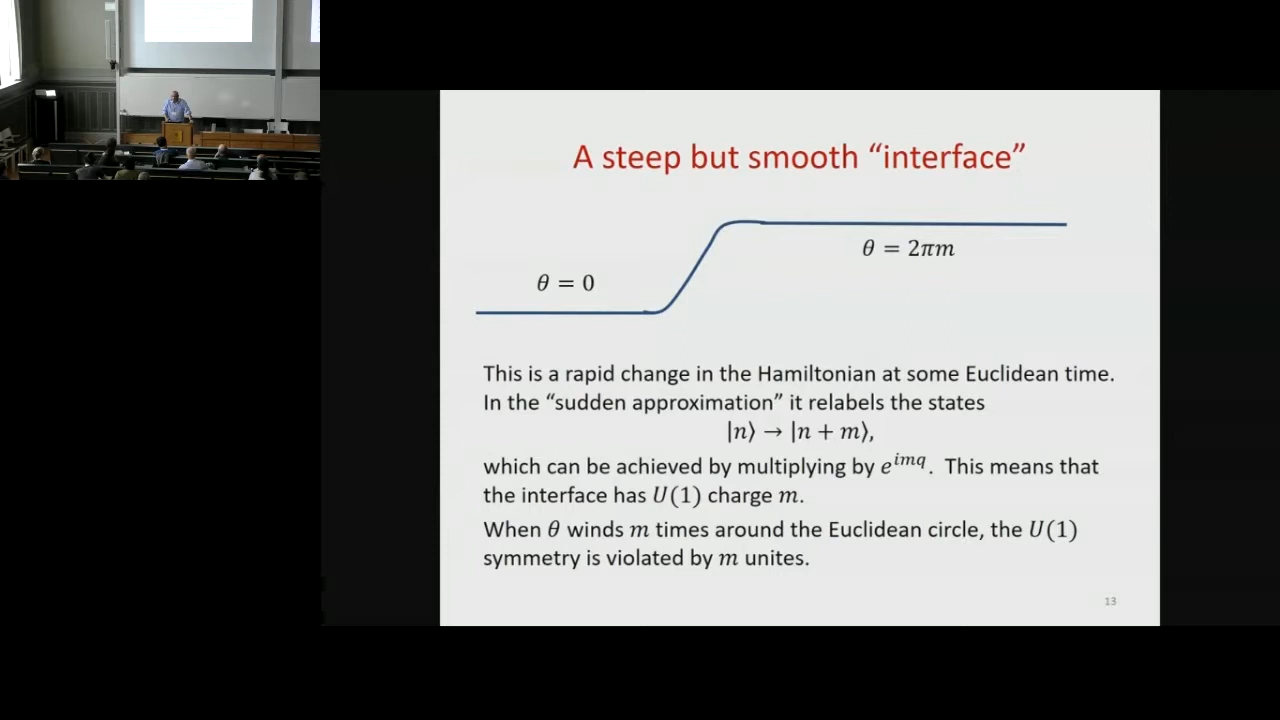 A steep but smooth “interface”
θ = 2πm
θ = 0
This is a rapid change in the Hamiltonian at some Euclidean time.
In the “sudden approximation” it relabels the states
|n⟩ → |n + m⟩,
which can be achieved by multiplying by e^{imq}. This means that
the interface has U(1) charge m.
When θ winds m times around the Euclidean circle, the U(1)
symmetry is violated by m unites.
13